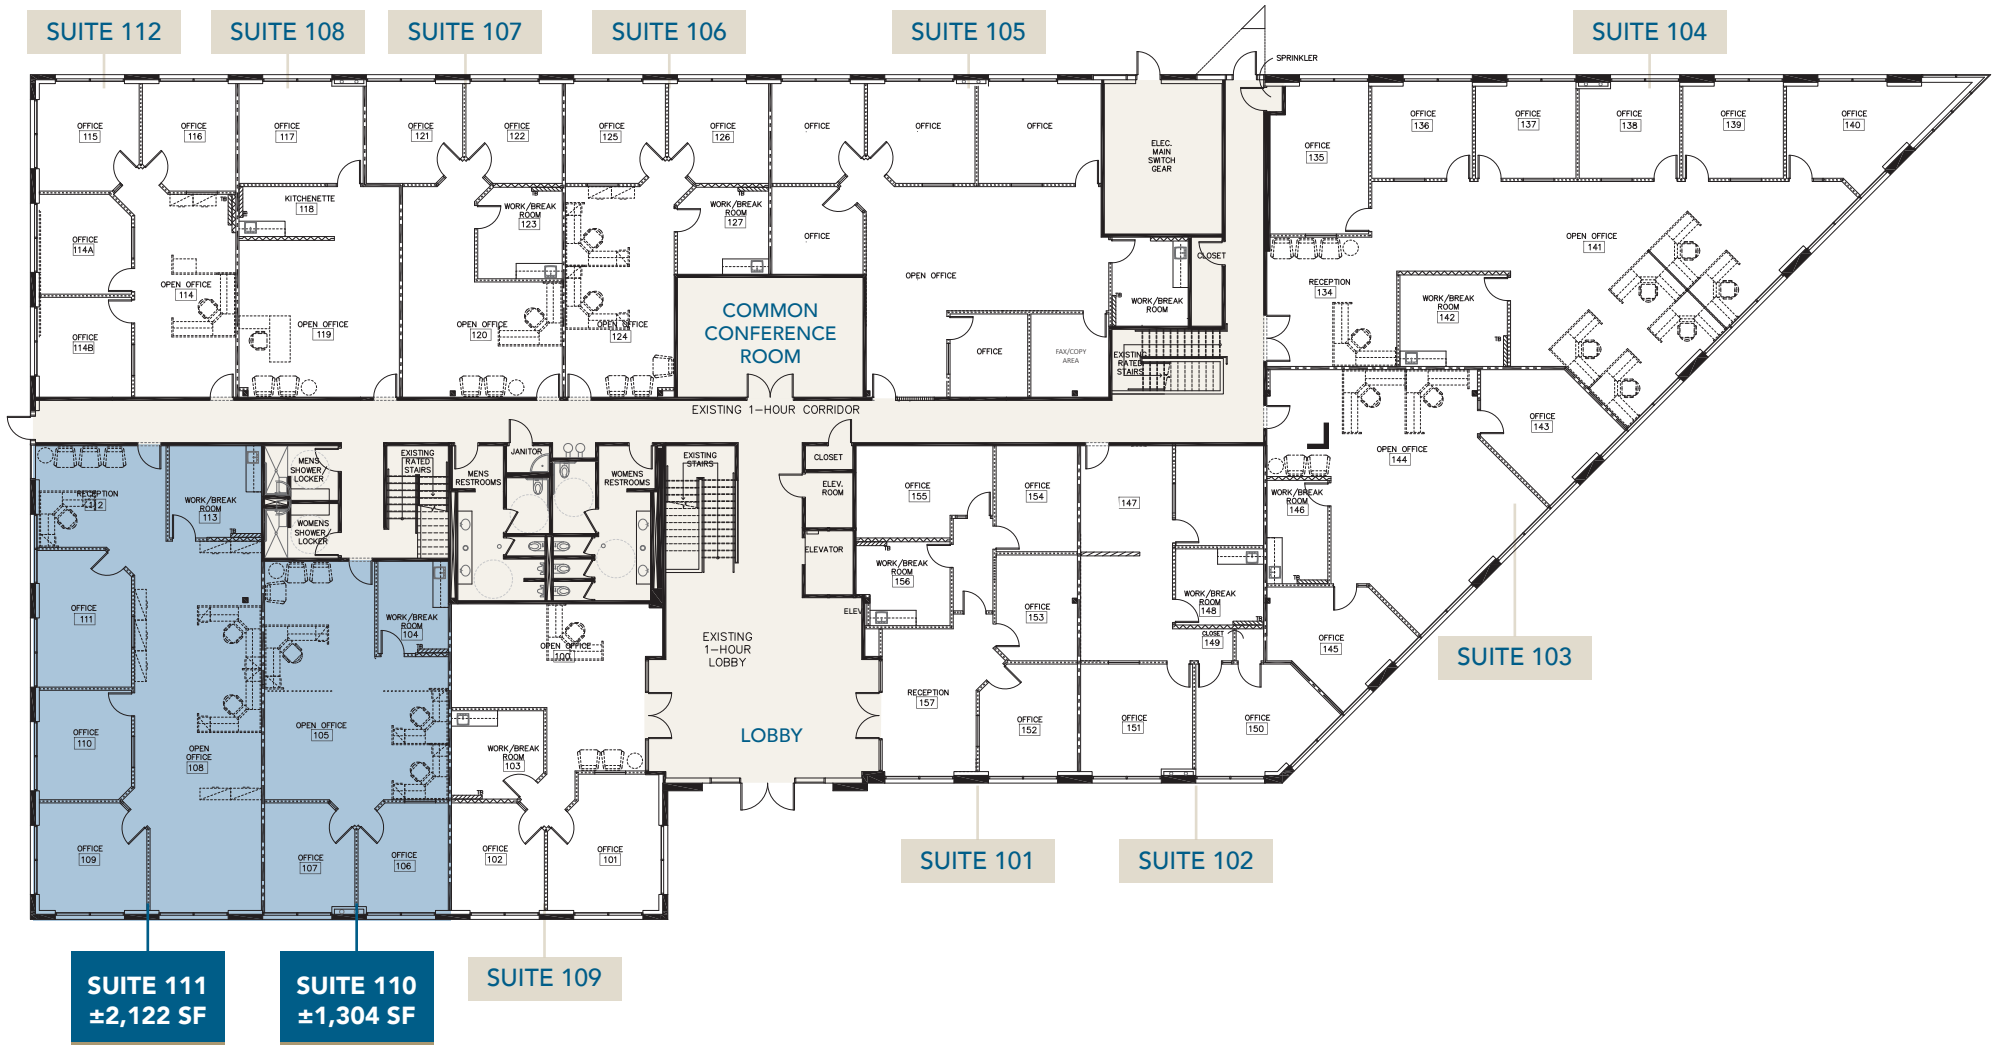 SUITE 112
SUITE 108
SUITE 107
SUITE 106
SUITE 105
SUITE 104
SPRINKLER
OFFICE
115
OFFICE
116
OFFICE
117
OFFICE
121
OFFICE
122
OFFICE
125
OFFICE
126
OFFICE
OFFICE
OFFICE
ELEC.
MAIN
SWITCH
GEAR
OFFICE
135
OFFICE
136
OFFICE
137
OFFICE
138
OFFICE
139
OFFICE
140
OFFICE
114A
TB
KITCHENETTE
118
TB
WORK/BREAK
ROOM
123
TB
WORK/BREAK
ROOM
127
OFFICE
OPEN OFFICE
CLOSET
OPEN OFFICE
141
OPEN OFFICE
114
OFFICE
114B
OPEN OFFICE
119
OPEN OFFICE
120
OPEN OFFICE
124
COMMON
CONFERENCE
ROOM
TB
WORK/BREAK
ROOM
OFFICE
FAX/COPY
AREA
EXISTING
RATED
STAIRS
RECEPTION
134
WORK/BREAK
ROOM
142
TB
EXISTING 1-HOUR CORRIDOR
OFFICE
143
OPEN OFFICE
144
RECEPTION
112
WORK/BREAK
ROOM
113
TB
MENS
SHOWER/
LOCKER
WOMENS
SHOWER/
LOCKER
EXISTING
RATED
STAIRS
MENS
RESTROOMS
JANITOR
WOMENS
RESTROOMS
EXISTING
STAIRS
CLOSET
ELEV.
ROOM
ELEVATOR
ELEV
OFFICE
155
OFFICE
154
147
WORK/BREAK
ROOM
146
TB
WORK/BREAK
ROOM
156
OFFICE
153
WORK/BREAK
ROOM
148
TB
CLOSET
149
OFFICE
145
SUITE 103
OFFICE
111
WORK/BREAK
ROOM
104
TB
OPEN OFFICE
100
EXISTING
1-HOUR
LOBBY
OFFICE
110
OPEN
OFFICE
108
OPEN OFFICE
105
WORK/BREAK
ROOM
103
TB
LOBBY
RECEPTION
157
OFFICE
152
OFFICE
151
OFFICE
150
OFFICE
109
OFFICE
107
OFFICE
106
OFFICE
102
OFFICE
101
SUITE 101
SUITE 102
SUITE 111
±2,122 SF
SUITE 110
±1,304 SF
SUITE 109